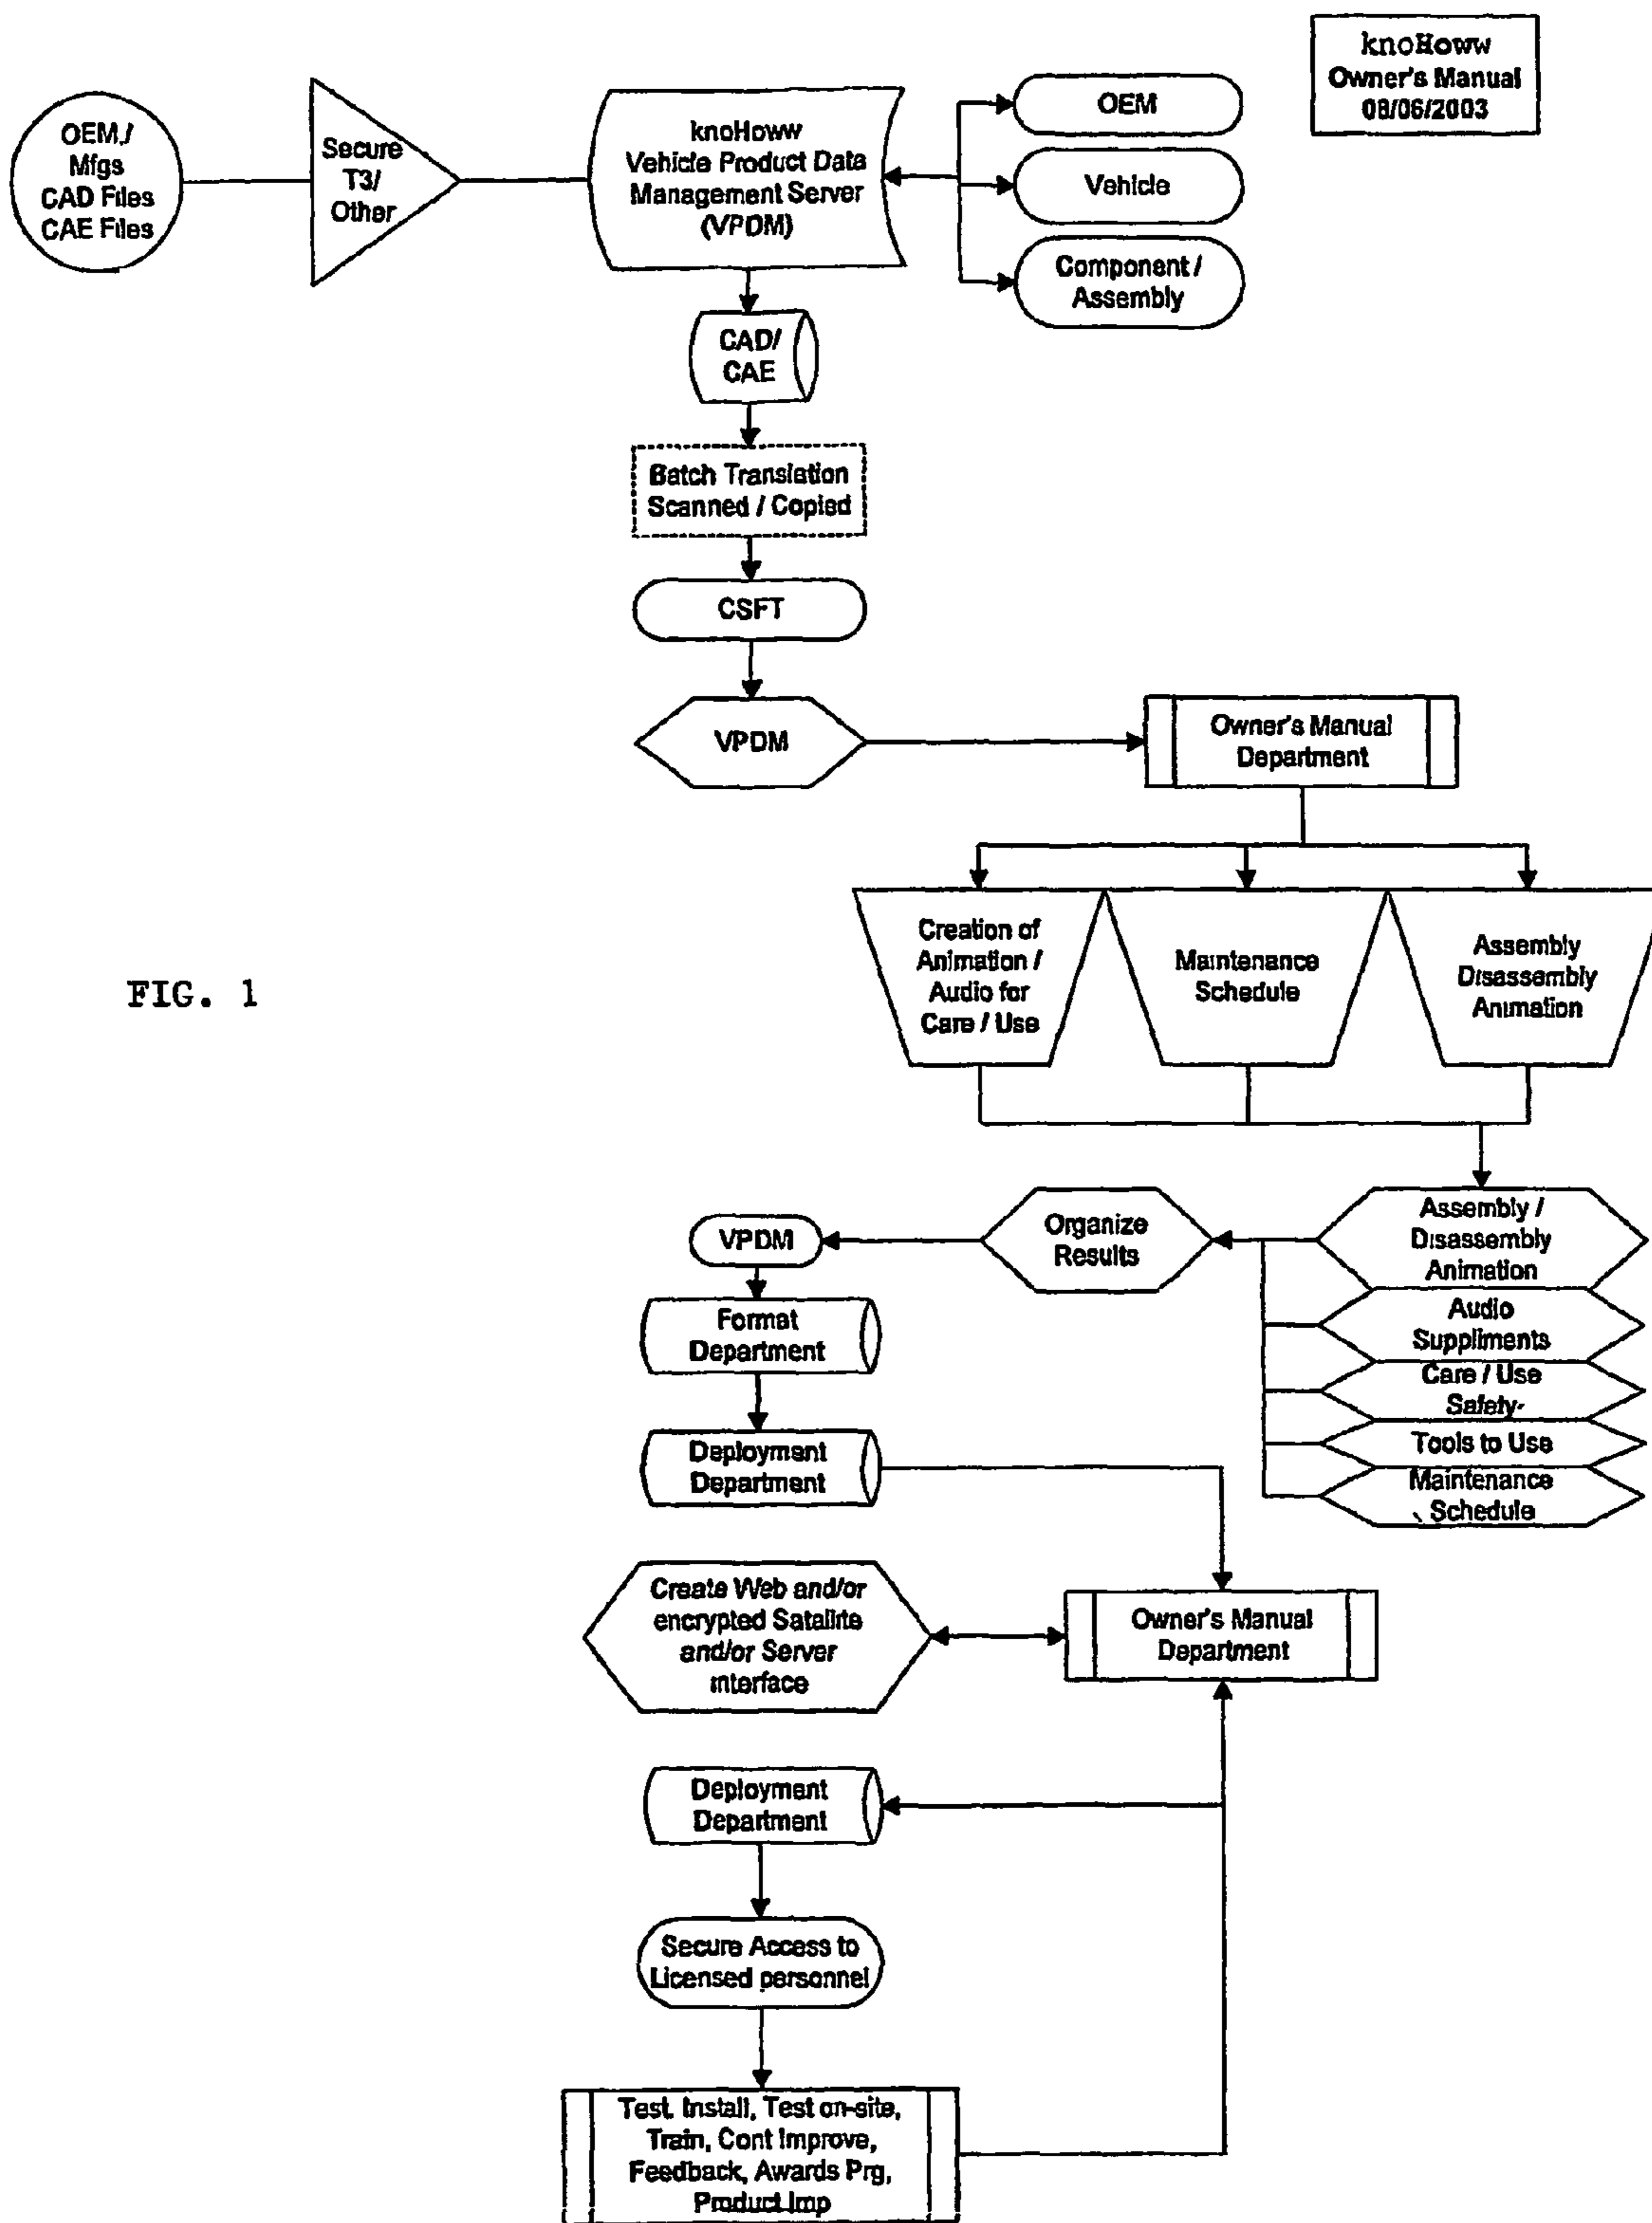 knoHoww
Owner's Manual
08/06/2003
OEM./
Mfgs
CAD Files
CAE Files
Secure
T3/
Other
knoHoww
Vehicle Product Data
Management Server
(VPDM)
OEM
Vehicle
Component /
Assembly
CAD/
CAE
Batch Translation
Scanned / Copied
CSFT
VPDM
Owner's Manual
Department
Creation of
Animation /
Audio for
Care / Use
Maintenance
Schedule
Assembly
Disassembly
Animation
FIG. 1
Assembly /
Disassembly
Animation
Audio
Suppliments
Care / Use
Safety-
Tools to Use
Maintenance
Schedule
Organize
Results
VPDM
Format
Department
Deployment
Department
Create Web and/or
encrypted Satallite
and/or Server
interface
Owner's Manual
Department
Deployment
Department
Secure Access to
Licensed personnel
Test. Install, Test on-site,
Train, Cont Improve,
Feedback, Awards Prg,
Product Imp